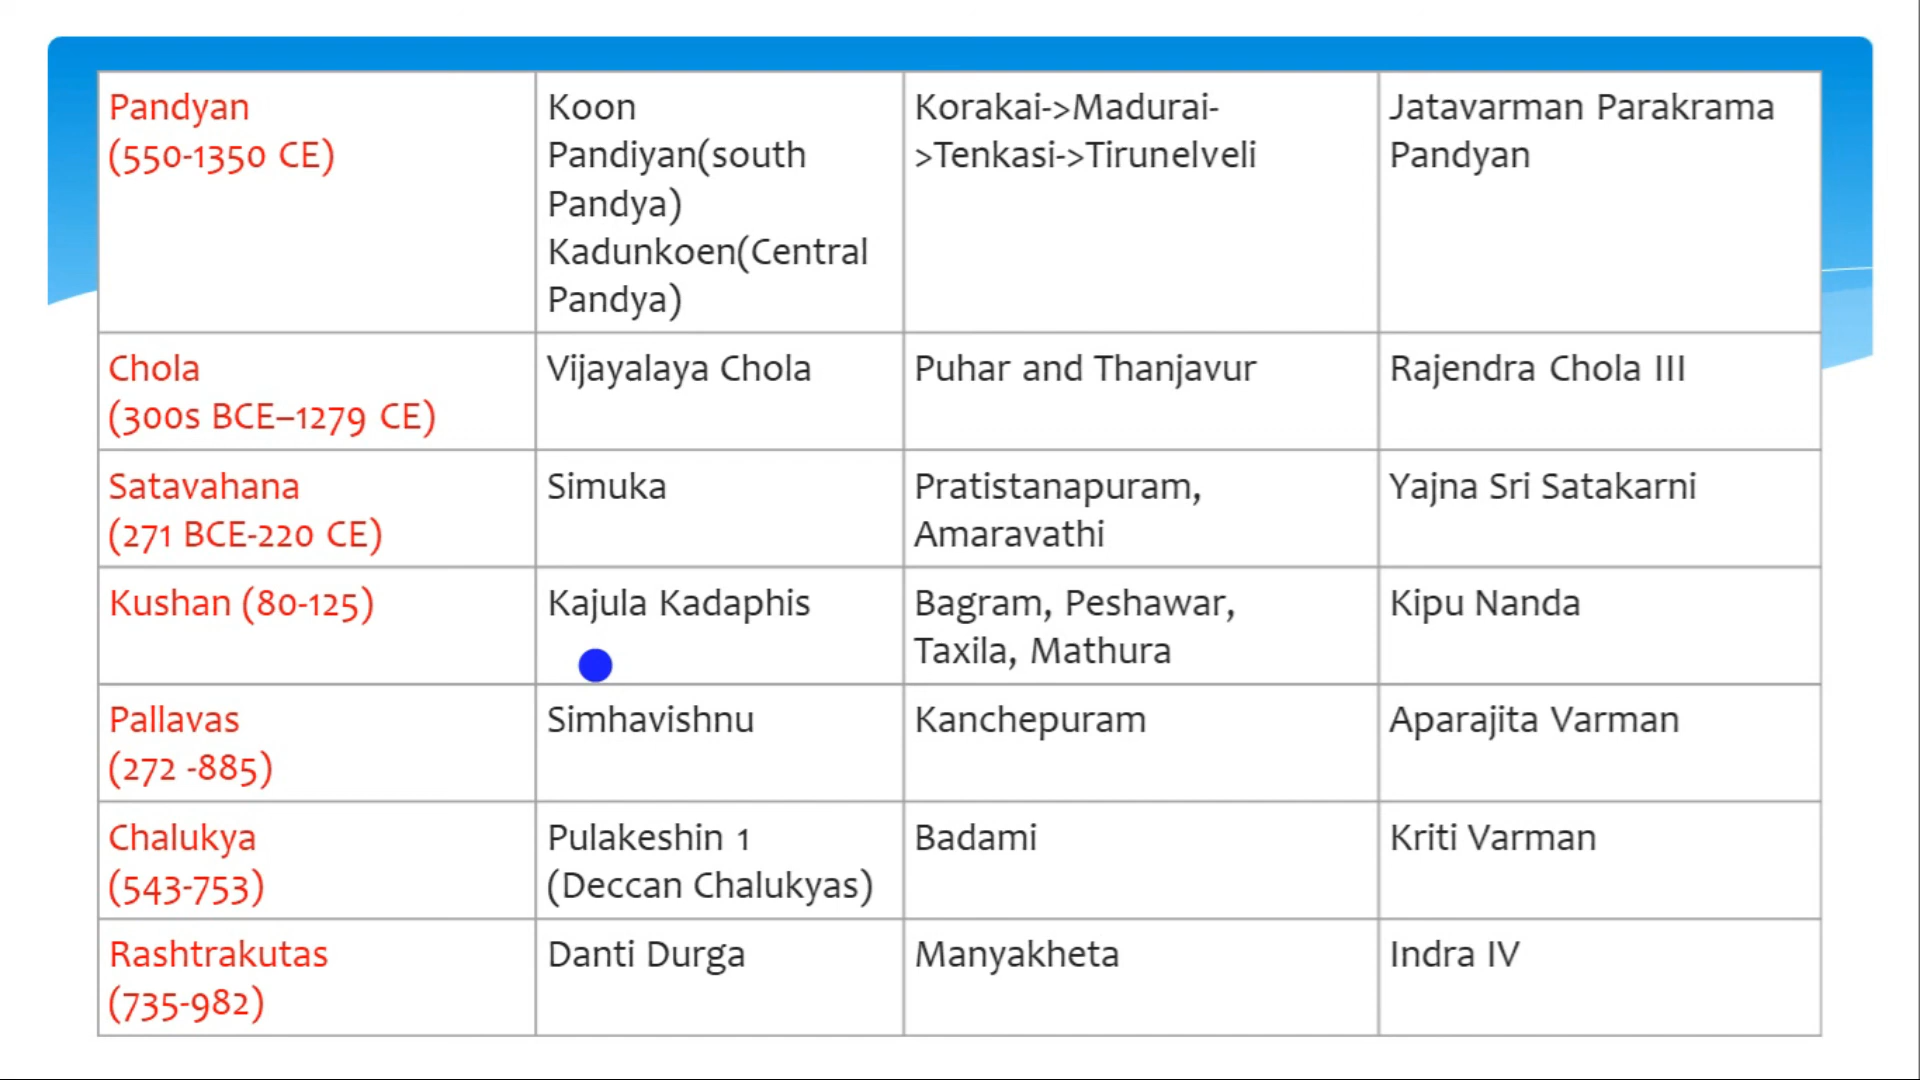 Pandyan
(550-1350 CE)
Koon
Pandiyan(south
Pandya)
Kadunkoen(Central
Pandya)
Korakai->Madurai-
>Tenkasi->Tirunelveli
Jatavarman Parakrama
Pandyan
Chola
(300s BCE–1279 CE)
Vijayalaya Chola
Puhar and Thanjavur
Rajendra Chola III
Satavahana
(271 BCE-220 CE)
Simuka
Pratistanapuram,
Amaravathi
Yajna Sri Satakarni
Kushan (80-125)
Kajula Kadaphis
Bagram, Peshawar,
Taxila, Mathura
Kipu Nanda
Pallavas
(272 -885)
Simhavishnu
Kanchepuram
Aparajita Varman
Chalukya
(543-753)
Pulakeshin 1
(Deccan Chalukyas)
Badami
Kriti Varman
Rashtrakutas
(735-982)
Danti Durga
Manyakheta
Indra IV